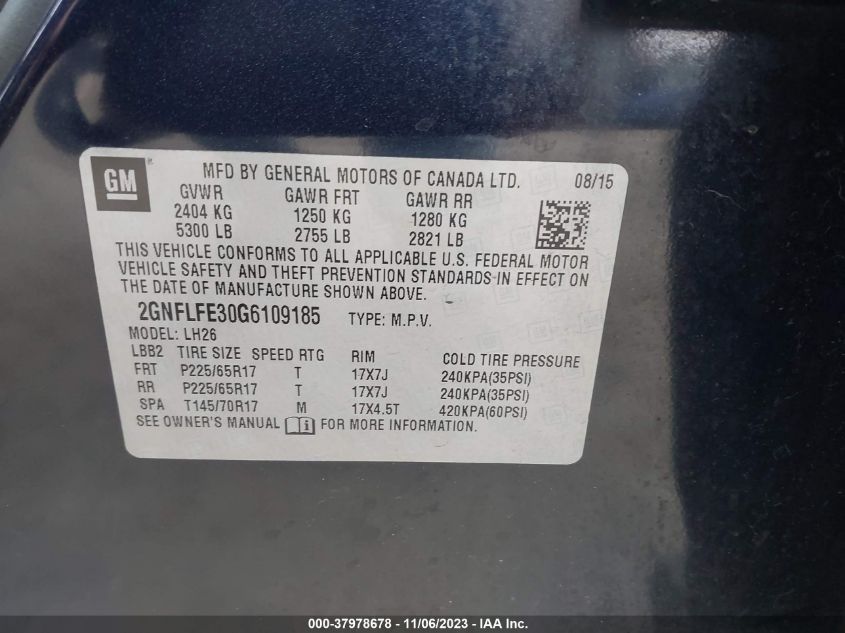 GM ® MFD BY GENERAL MOTORS OF CANADA LTD. 08/15
GVWR GAWR FRT GAWR RR
2404 KG 1250 KG 1280 KG
5300 LB 2755 LB 2821 LB
THIS VEHICLE CONFORMS TO ALL APPLICABLE U.S. FEDERAL MOTOR
VEHICLE SAFETY AND THEFT PREVENTION STANDARDS IN EFFECT ON
THE DATE OF MANUFACTURE SHOWN ABOVE.
2GNFLFE30G6109185 TYPE: M.P.V.
MODEL: LH26
LBB2 TIRE SIZE SPEED RTG RIM COLD TIRE PRESSURE
FRT P225/65R17 T 17X7J 240KPA(35PSI)
RR P225/65R17 T 17X7J 240KPA(35PSI)
SPA T145/70R17 M 17X4.5T 420KPA(60PSI)
SEE OWNER'S MANUAL i FOR MORE INFORMATION.
000-37978678 - 11/06/2023 - IAA Inc.